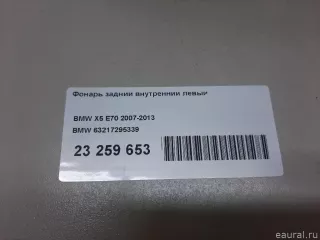 Фонарь задний внутренний левый
BMW X5 E70 2007-2013
BMW 63217295339
23 259 653
eaural.ru